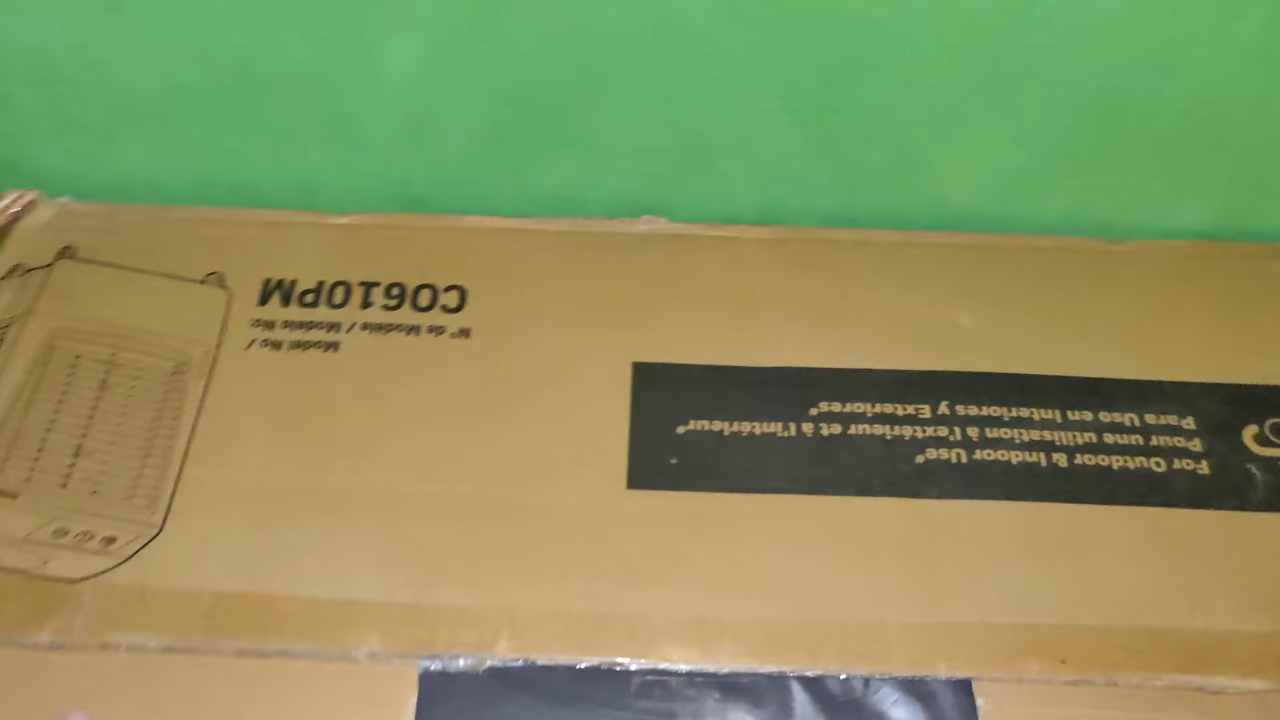 For Outdoor & Indoor Use*
Pour une utilisation à l'extérieur et à l'intérieur*
Para Uso en Interiores y Exteriores*
Model No /
N° de Modèle / Modelo No:
CO610PM